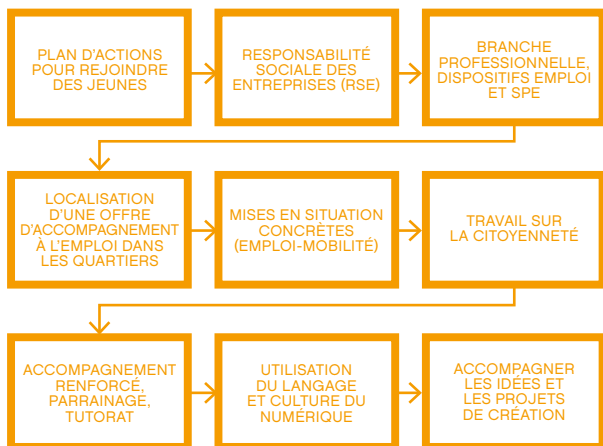 PLAN D'ACTIONS
POUR REJOINDRE
DES JEUNES
RESPONSABILITÉ
SOCIALE DES
ENTREPRISES (RSE)
BRANCHE
PROFESSIONNELLE,
DISPOSITIFS EMPLOI
ET SPE
LOCALISATION
D'UNE OFFRE
D'ACCOMPAGNEMENT
À L'EMPLOI DANS
LES QUARTIERS
MISES EN SITUATION
CONCRÈTES
(EMPLOI-MOBILITÉ)
TRAVAIL SUR
LA CITOYENNETÉ
ACCOMPAGNEMENT
RENFORCÉ,
PARRAINAGE,
TUTORAT
UTILISATION
DU LANGAGE
ET CULTURE DU
NUMÉRIQUE
ACCOMPAGNER
LES IDÉES ET
LES PROJETS
DE CRÉATION